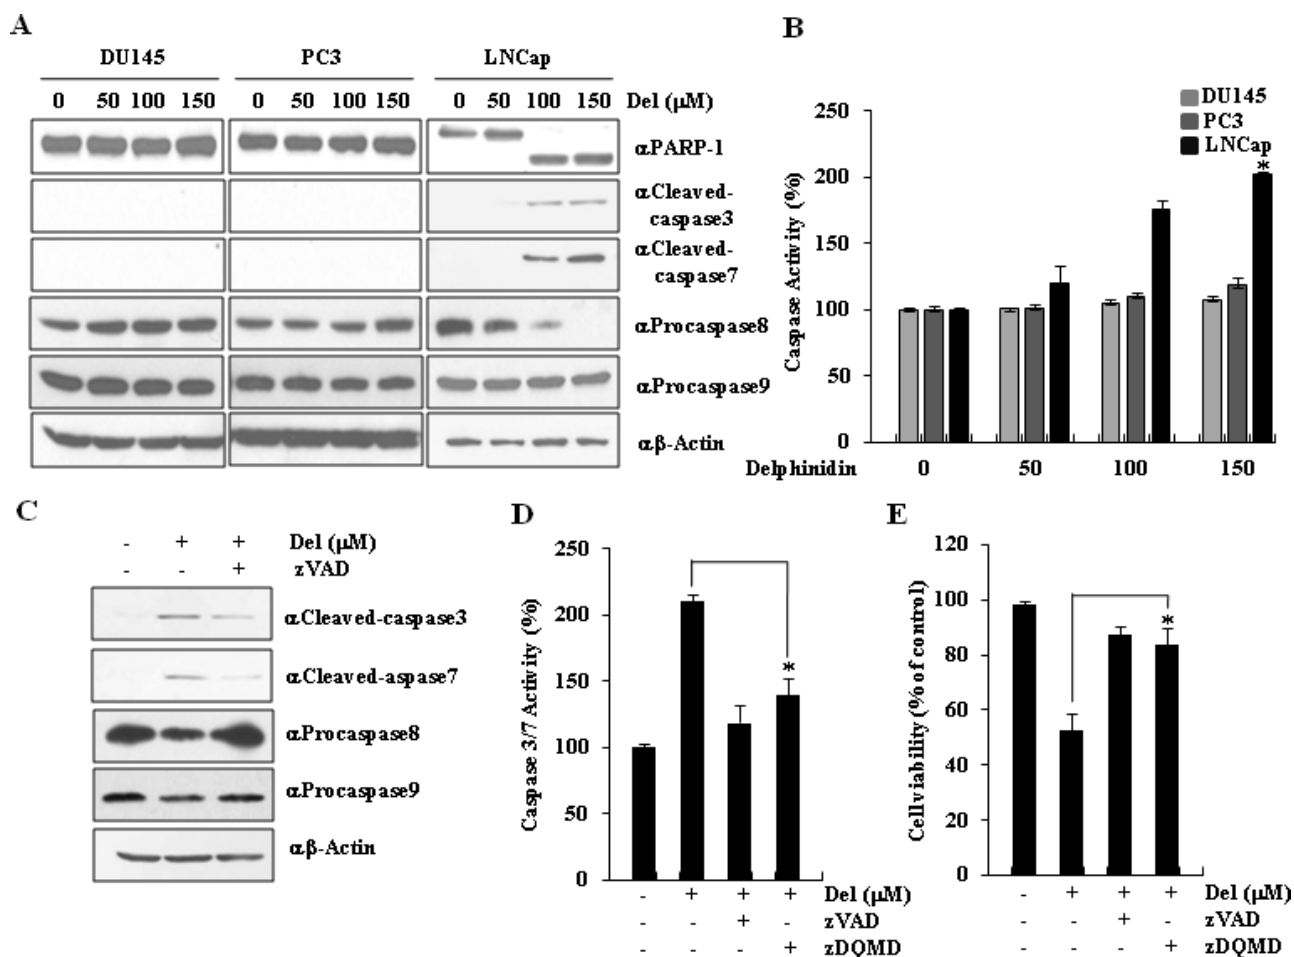 A
DU145 PC3 LNCap
0 50 100 150 0 50 100 150 0 50 100 150 Del (μM)
αPARP-1
αCleaved-
caspase3
αCleaved-
caspase7
αProcaspase8
αProcaspase9
αβ-Actin
B
DU145
PC3
LNCap
Caspase Activity (%)
250
200
150
100
50
0
*
Delphinidin 0 50 100 150
C
- + + Del (μM)
- - + zVAD
αCleaved-caspase3
αCleaved-aspase7
αProcaspase8
αProcaspase9
αβ-Actin
D
Caspase 3/7 Activity (%)
250
200
150
100
50
0
*
- + + + Del (μM)
- - + - zVAD
- - - + zDQMD
E
Cell viability (% of control)
120
100
80
60
40
20
0
*
- + + + Del (μM)
- - + - zVAD
- - - + zDQMD